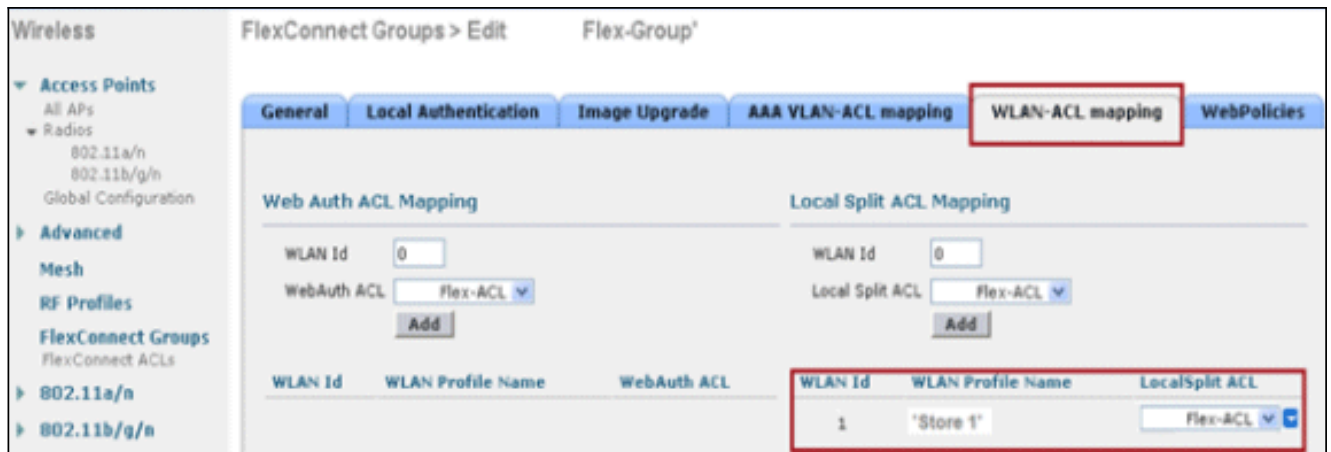 Wireless
FlexConnect Groups > Edit Flex-Group'
Access Points
All APs
Radios
802.11a/n
802.11b/g/n
Global Configuration
Advanced
Mesh
RF Profiles
FlexConnect Groups
FlexConnect ACLs
802.11a/n
802.11b/g/n
General Local Authentication Image Upgrade AAA VLAN-ACL mapping WLAN-ACL mapping WebPolicies
Web Auth ACL Mapping
WLAN Id 0
WebAuth ACL Flex-ACL
Add
WLAN Id WLAN Profile Name WebAuth ACL
Local Split ACL Mapping
WLAN Id 0
Local Split ACL Flex-ACL
Add
WLAN Id WLAN Profile Name LocalSplit ACL
1 'Store 1' Flex-ACL